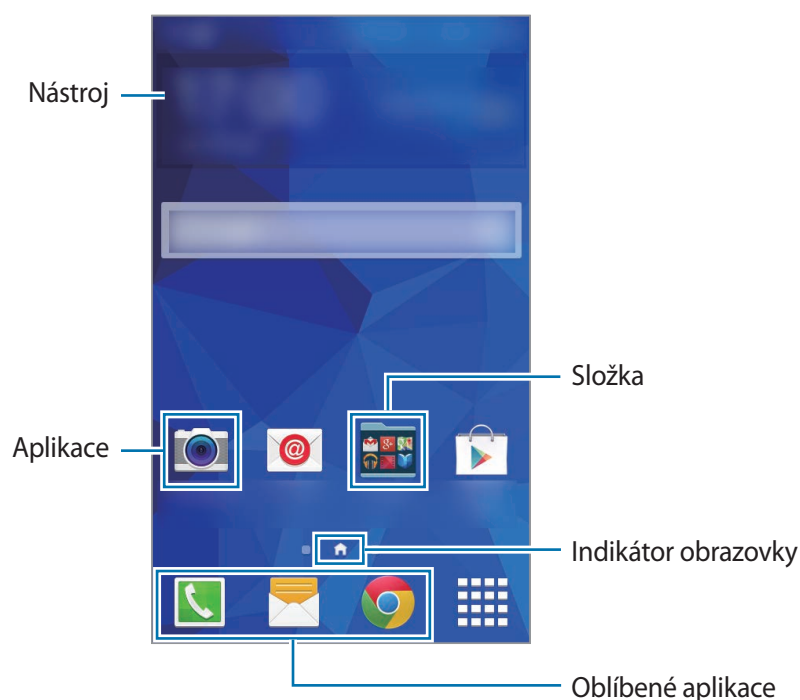 Nástroj
Složka
Aplikace
Indikátor obrazovky
Oblíbené aplikace